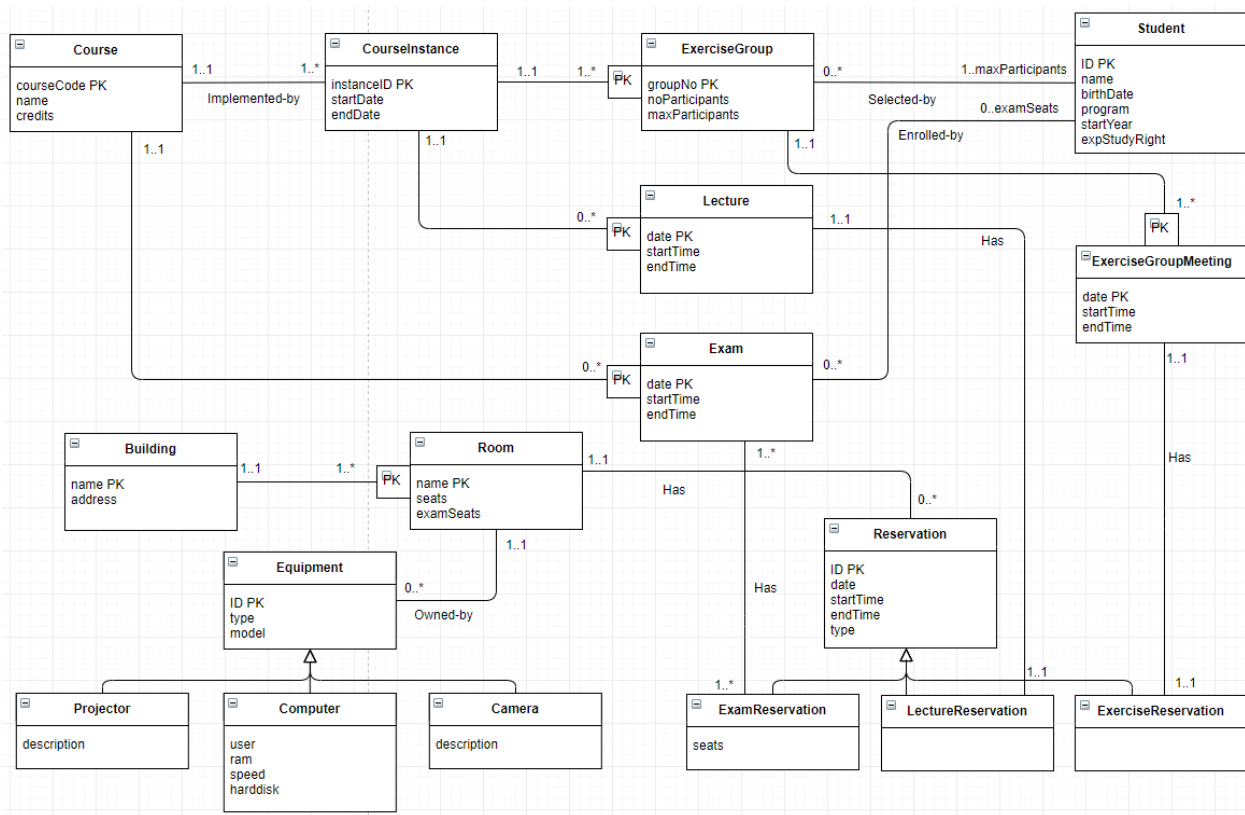 Course
courseCode PK
name
credits
1..1
Implemented-by
1..*
CourseInstance
instanceID PK
startDate
endDate
1..1
1..*
PK
ExerciseGroup
groupNo PK
noParticipants
maxParticipants
0..*
Selected-by
1..maxParticipants
0..examSeats
Enrolled-by
Student
ID PK
name
birthDate
program
startYear
expStudyRight
1..1
1..1
1..1
0..*
PK
Lecture
date PK
startTime
endTime
1..1
Has
1..*
PK
ExerciseGroupMeeting
date PK
startTime
endTime
1..1
0..*
PK
Exam
date PK
startTime
endTime
0..*
1..*
Building
name PK
address
1..1
1..*
PK
Room
name PK
seats
examSeats
1..1
Has
0..*
Has
1..1
Equipment
ID PK
type
model
0..*
Owned-by
Has
Reservation
ID PK
date
startTime
endTime
type
Projector
description
Computer
user
ram
speed
harddisk
Camera
description
1..*
ExamReservation
seats
1..1
LectureReservation
1..1
ExerciseReservation